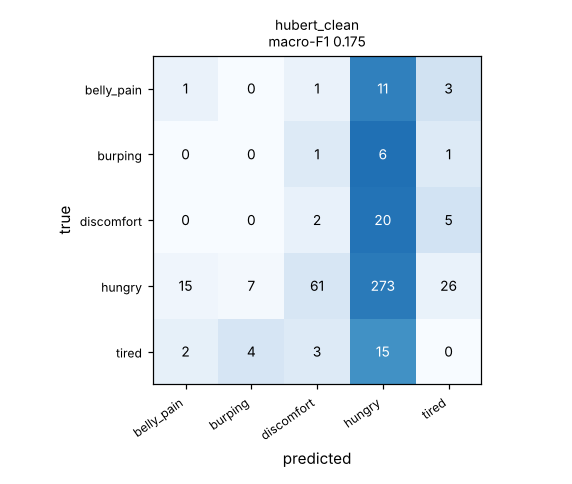 hubert_clean
macro-F1 0.175
belly_pain 1 0 1 11 3
burping 0 0 1 6 1
discomfort 0 0 2 20 5
hungry 15 7 61 273 26
tired 2 4 3 15 0
true
belly_pain burping discomfort hungry tired
predicted